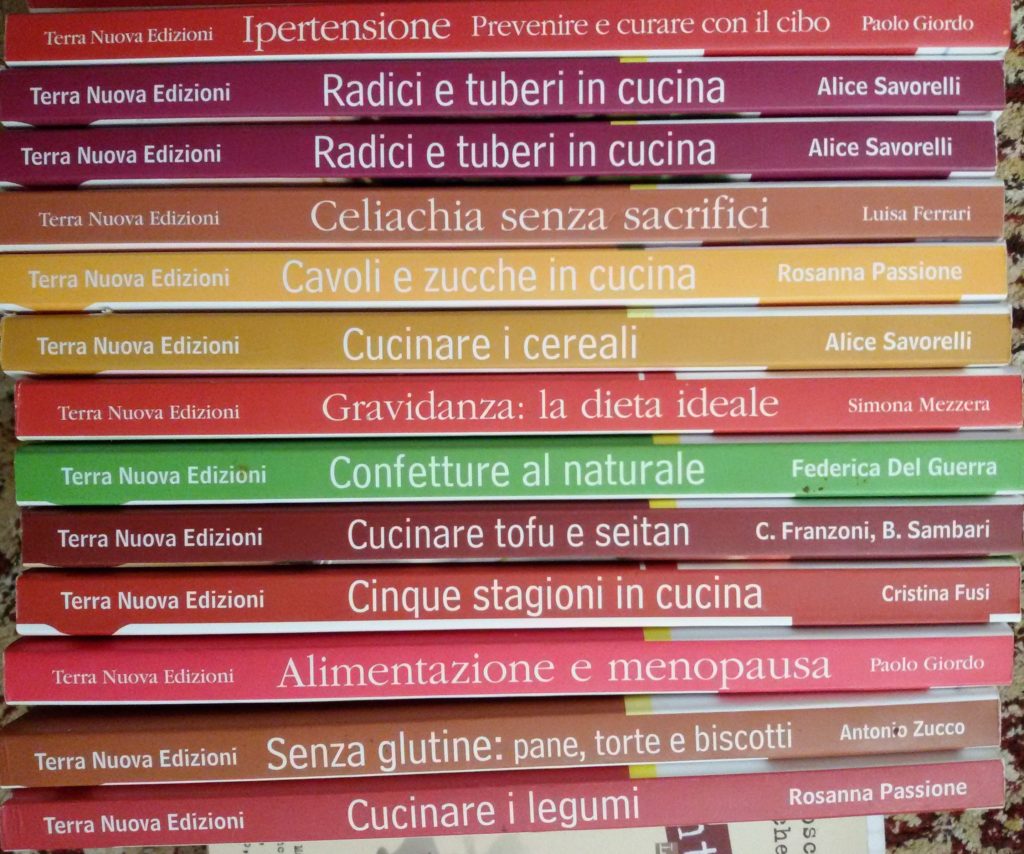 Terra Nuova Edizioni Ipertensione Prevenire e curare con il cibo Paolo Giordo
Terra Nuova Edizioni Radici e tuberi in cucina Alice Savorelli
Terra Nuova Edizioni Radici e tuberi in cucina Alice Savorelli
Terra Nuova Edizioni Celiachia senza sacrifici Luisa Ferrari
Terra Nuova Edizioni Cavoli e zucche in cucina Rosanna Passione
Terra Nuova Edizioni Cucinare i cereali Alice Savorelli
Terra Nuova Edizioni Gravidanza: la dieta ideale Simona Mezzera
Terra Nuova Edizioni Confetture al naturale Federica Del Guerra
Terra Nuova Edizioni Cucinare tofu e seitan C. Franzoni, B. Sambari
Terra Nuova Edizioni Cinque stagioni in cucina Cristina Fusi
Terra Nuova Edizioni Alimentazione e menopausa Paolo Giordo
Terra Nuova Edizioni Senza glutine: pane, torte e biscotti Antonio Zucco
Terra Nuova Edizioni Cucinare i legumi Rosanna Passione